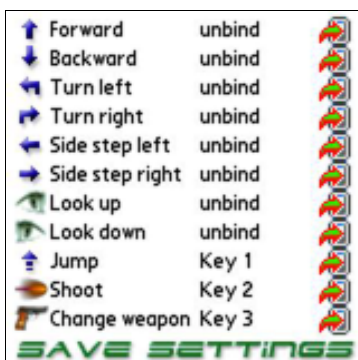 Forward unbind
Backward unbind
Turn left unbind
Turn right unbind
Side step left unbind
Side step right unbind
Look up unbind
Look down unbind
Jump Key 1
Shoot Key 2
Change weapon Key 3
SAVE SETTINGS